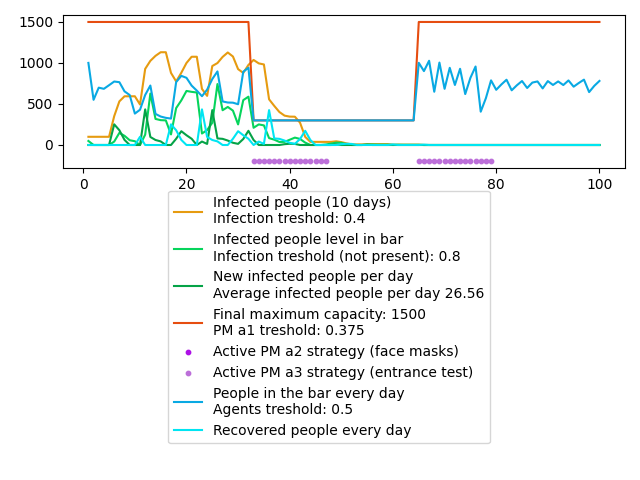 1500
1000
500
0
0
20
40
60
80
100
Infected people (10 days)
Infection treshold: 0.4
Infected people level in bar
Infection treshold (not present): 0.8
New infected people per day
Average infected people per day 26.56
Final maximum capacity: 1500
PM a1 treshold: 0.375
Active PM a2 strategy (face masks)
Active PM a3 strategy (entrance test)
People in the bar every day
Agents treshold: 0.5
Recovered people every day